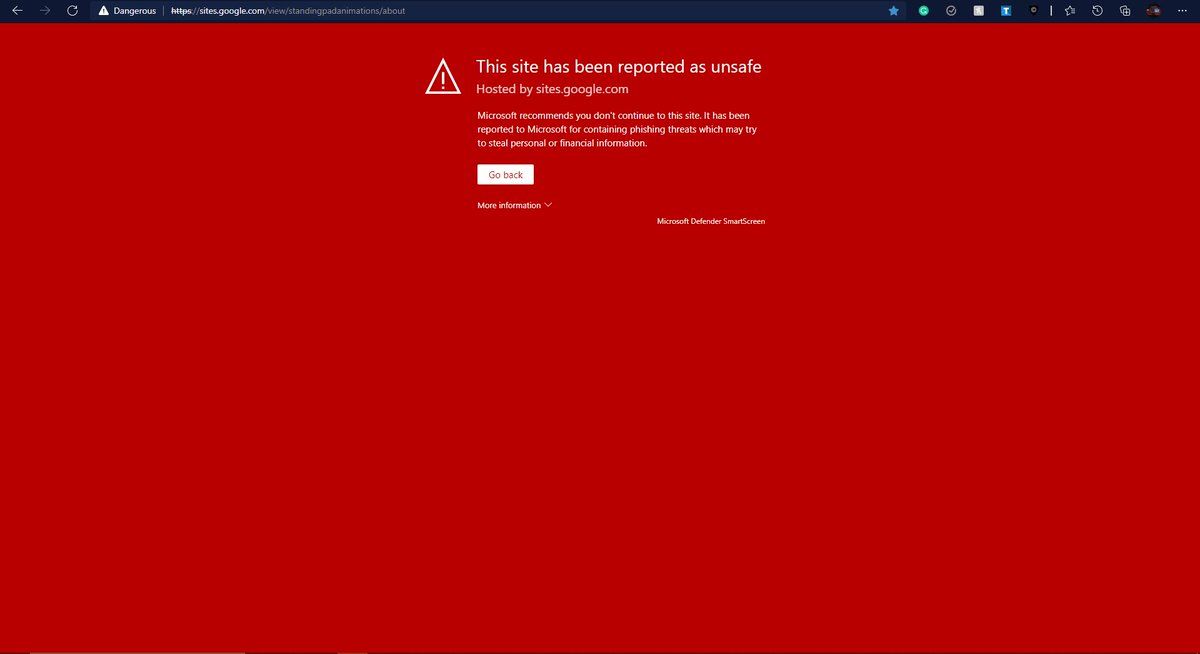 Dangerous | https://sites.google.com/view/standingpadanimations/about
This site has been reported as unsafe
Hosted by sites.google.com
Microsoft recommends you don't continue to this site. It has been
reported to Microsoft for containing phishing threats which may try
to steal personal or financial information.
Go back
More information
Microsoft Defender SmartScreen